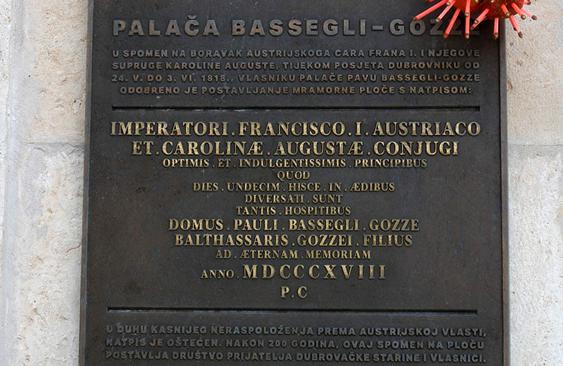 PALAČA BASSEGLI-GOZZE
U SPOMEN NA BORAVAK AUSTRIJSKOGA CARA FRANA I. I NJEGOVE
SUPRUGE KAROLINE AUGUSTE, TIJEKOM POSJETA DUBROVNIKU OD
24. V. DO 3. VI. 1818., VLASNIKU PALAČE PAVU BASSEGLI-GOZZE
ODOBRENO JE POSTAVLJANJE MRAMORNE PLOČE S NATPISOM:
IMPERATORI . FRANCISCO . I . AUSTRIACO
ET . CAROLINÆ . AUGUSTÆ . CONJUGI
OPTIMIS . ET . INDULGENTISSIMIS . PRINCIPIBUS
QUOD
DIES . UNDECIM . HISCE . IN . ÆDIBUS
DIVERSATI . SUNT
TANTIS . HOSPITIBUS
DOMUS . PAULI . BASSEGLI . GOZZE
BALTHASSARIS . GOZZEI . FILIUS
AD . ÆTERNAM . MEMORIAM
ANNO . MDCCCXVIII
P.C
U DUHU KASNIJEG NERASPOLOŽENJA PREMA AUSTRIJSKOJ VLASTI,
NATPIS JE OŠTEĆEN. NAKON 200 GODINA, OVAJ SPOMEN NA PLOČU
POSTAVLJA DRUŠTVO PRIJATELJA DUBROVAČKE STARINE I VLASNICI.